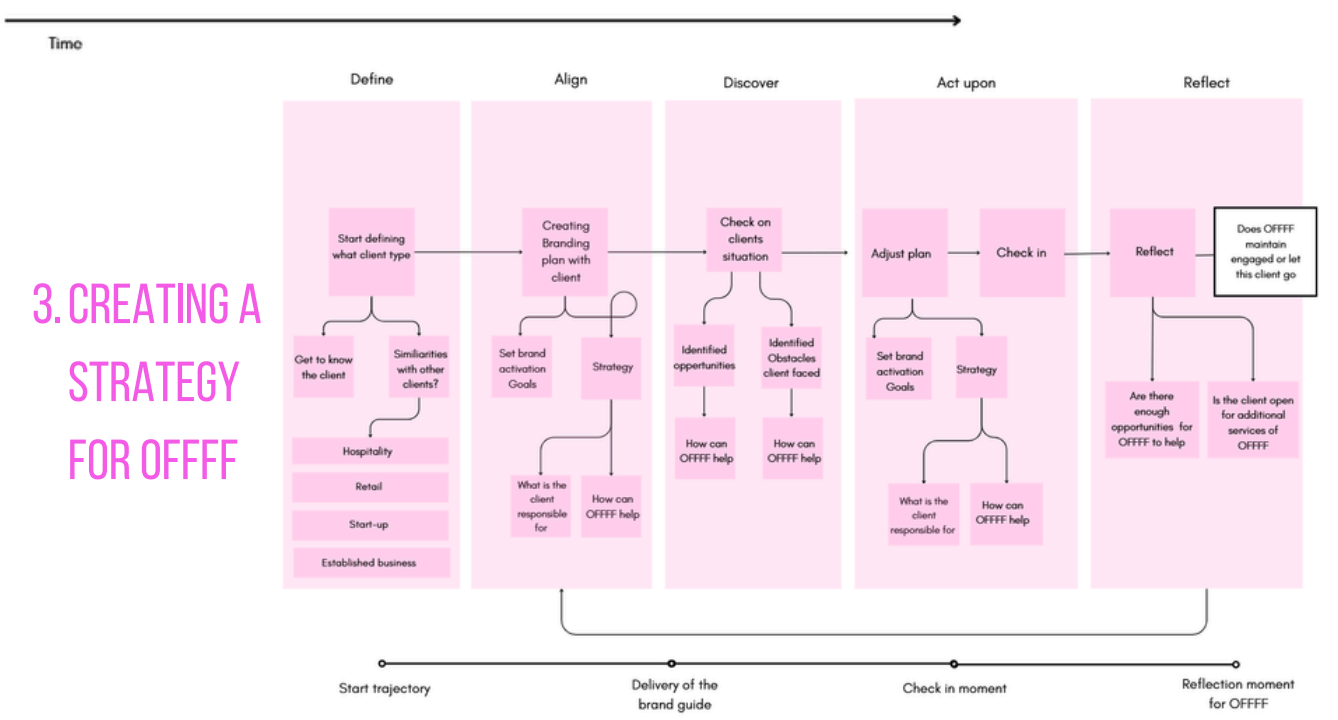 Time
Define
Align
Discover
Act upon
Reflect
3. CREATING A
STRATEGY
FOR OFFFF
Start defining
what client type
Get to know
the client
Similiarities
with other
clients?
Hospitality
Retail
Start-up
Established business
Creating
Branding
plan with
client
Set brand
activation
Goals
Strategy
What is the
client
responsible
for
How can
OFFFF help
Check on
clients
situation
Identified
oppertunities
Identified
Obstacles
client faced
How can
OFFFF help
How can
OFFFF help
Adjust plan
Check in
Set brand
activation
Goals
Strategy
What is the
client
responsible for
How can
OFFFF help
Reflect
Does OFFFF
maintain
engaged or let
this client go
Are there
enough
opportunities for
OFFFF to help
Is the client open
for additional
services of
OFFFF
Start trajectory
Delivery of the
brand guide
Check in moment
Reflection moment
for OFFFF